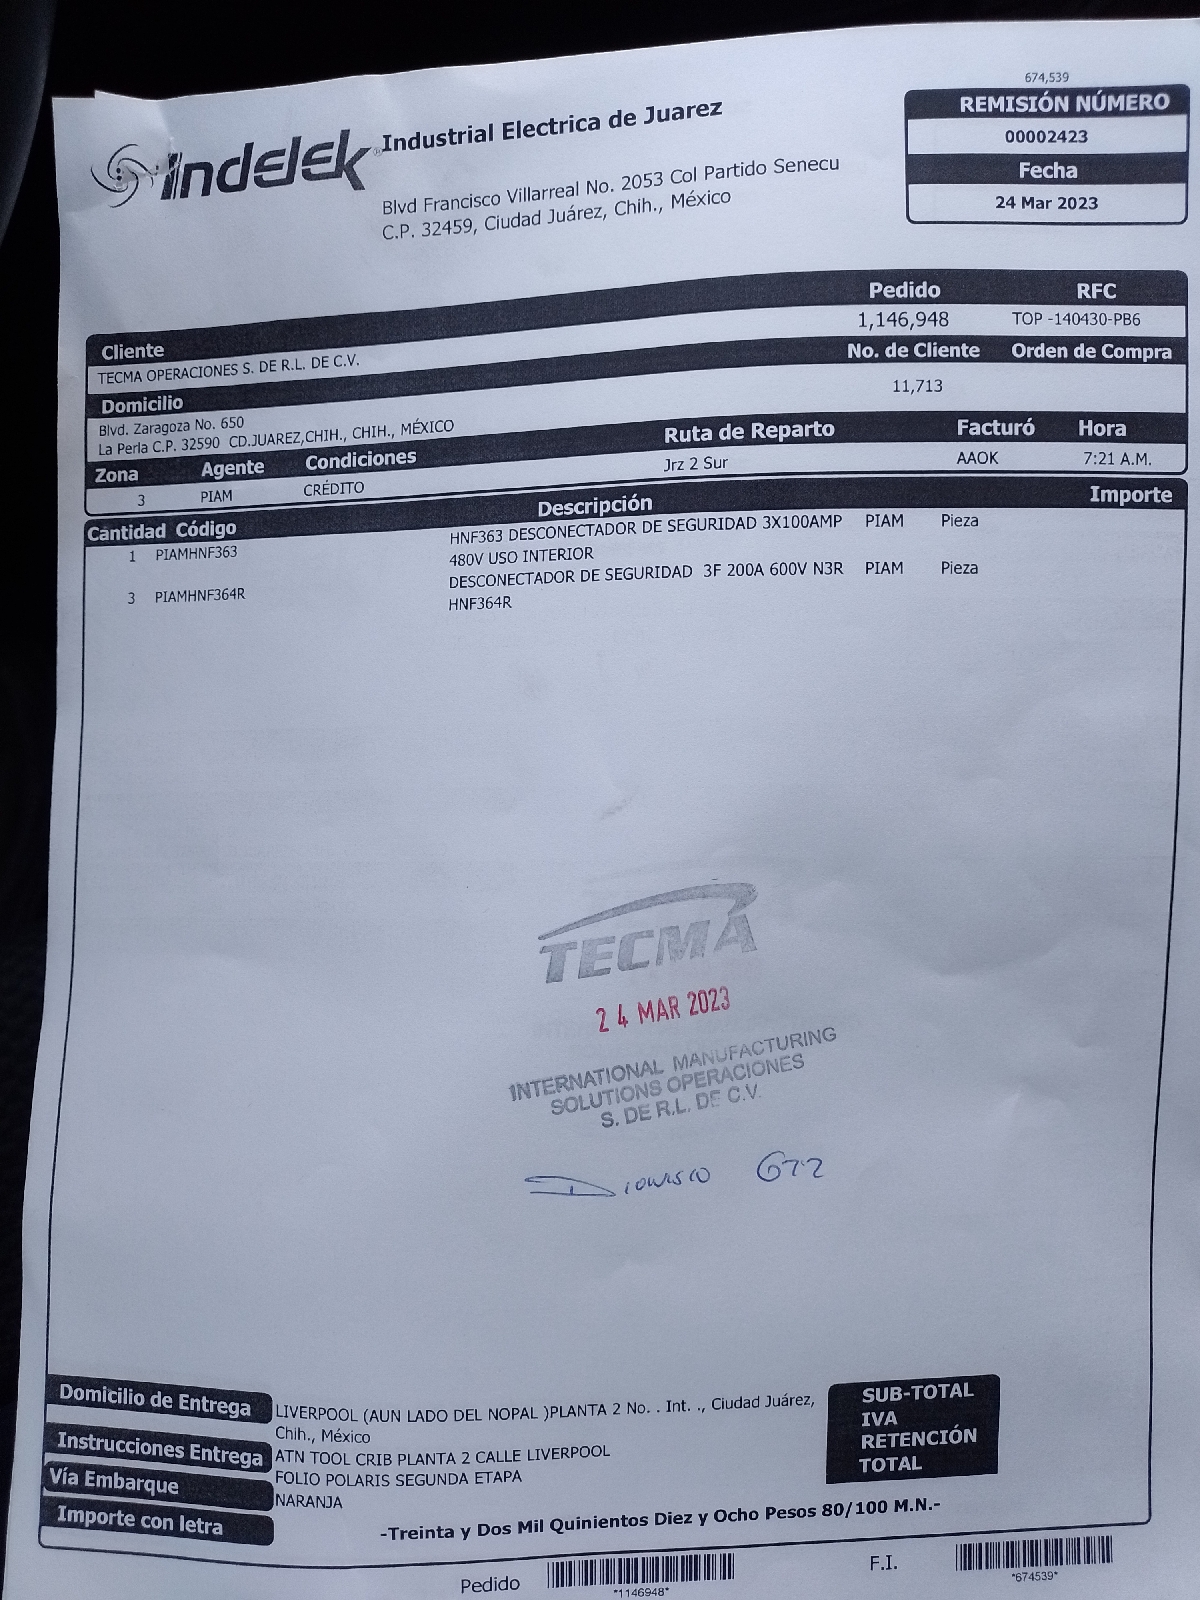 674,539
REMISIÓN NÚMERO
00002423
Fecha
24 Mar 2023
Indelek® Industrial Electrica de Juarez
Blvd Francisco Villarreal No. 2053 Col Partido Senecu
C.P. 32459, Ciudad Juárez, Chih., México
Pedido RFC
1,146,948 TOP -140430-PB6
Cliente No. de Cliente Orden de Compra
TECMA OPERACIONES S. DE R.L. DE C.V.
11,713
Domicilio
Blvd. Zaragoza No. 650
La Perla C.P. 32590 CD.JUAREZ,CHIH., CHIH., MÉXICO
Zona Agente Condiciones Ruta de Reparto Facturó Hora
3 PIAM CRÉDITO Jrz 2 Sur AAOK 7:21 A.M.
Cantidad Código Descripción Importe
1 PIAMHNF363 HNF363 DESCONECTADOR DE SEGURIDAD 3X100AMP PIAM Pieza
480V USO INTERIOR
3 PIAMHNF364R DESCONECTADOR DE SEGURIDAD 3F 200A 600V N3R PIAM Pieza
HNF364R
TECMA
24 MAR 2023
INTERNATIONAL MANUFACTURING
SOLUTIONS OPERACIONES
S. DE R.L. DE C.V.
Dionisio GTZ
Domicilio de Entrega LIVERPOOL (AUN LADO DEL NOPAL )PLANTA 2 No. . Int. ., Ciudad Juárez,
Chih., México
Instrucciones Entrega ATN TOOL CRIB PLANTA 2 CALLE LIVERPOOL
FOLIO POLARIS SEGUNDA ETAPA
Vía Embarque NARANJA
Importe con letra -Treinta y Dos Mil Quinientos Diez y Ocho Pesos 80/100 M.N.-
SUB-TOTAL
IVA
RETENCIÓN
TOTAL
Pedido *1146948* F.I. *674539*